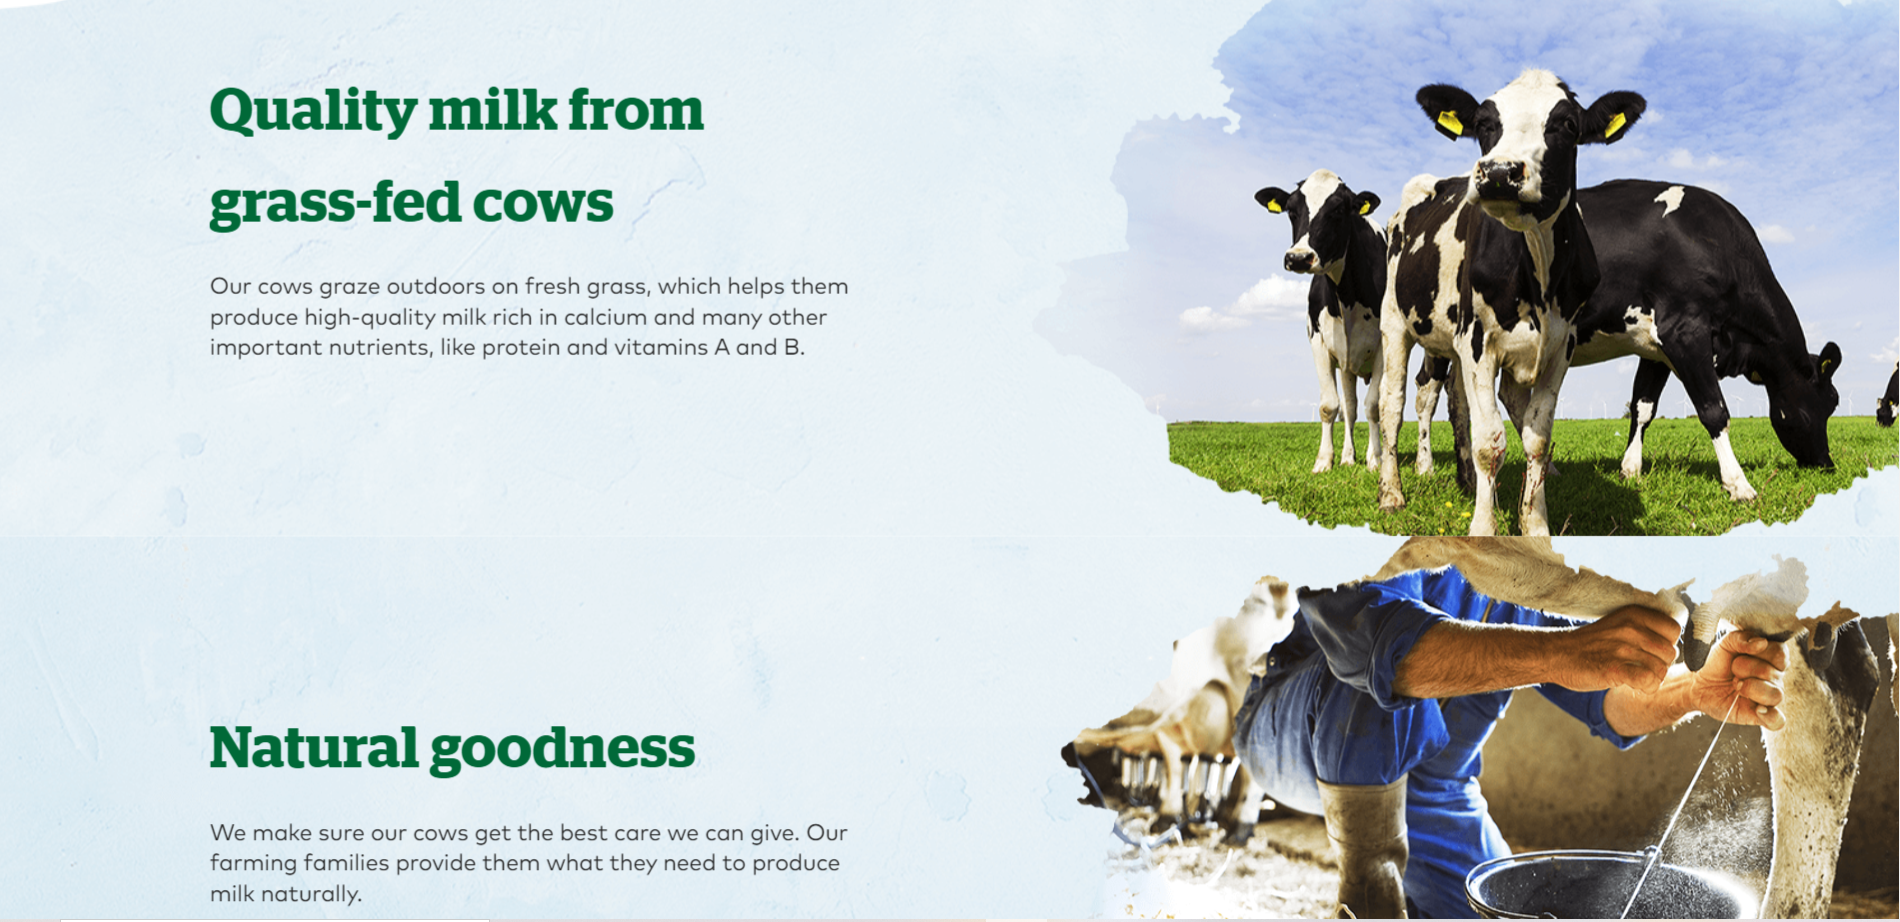 Quality milk from
grass-fed cows
Our cows graze outdoors on fresh grass, which helps them
produce high-quality milk rich in calcium and many other
important nutrients, like protein and vitamins A and B.
Natural goodness
We make sure our cows get the best care we can give. Our
farming families provide them what they need to produce
milk naturally.